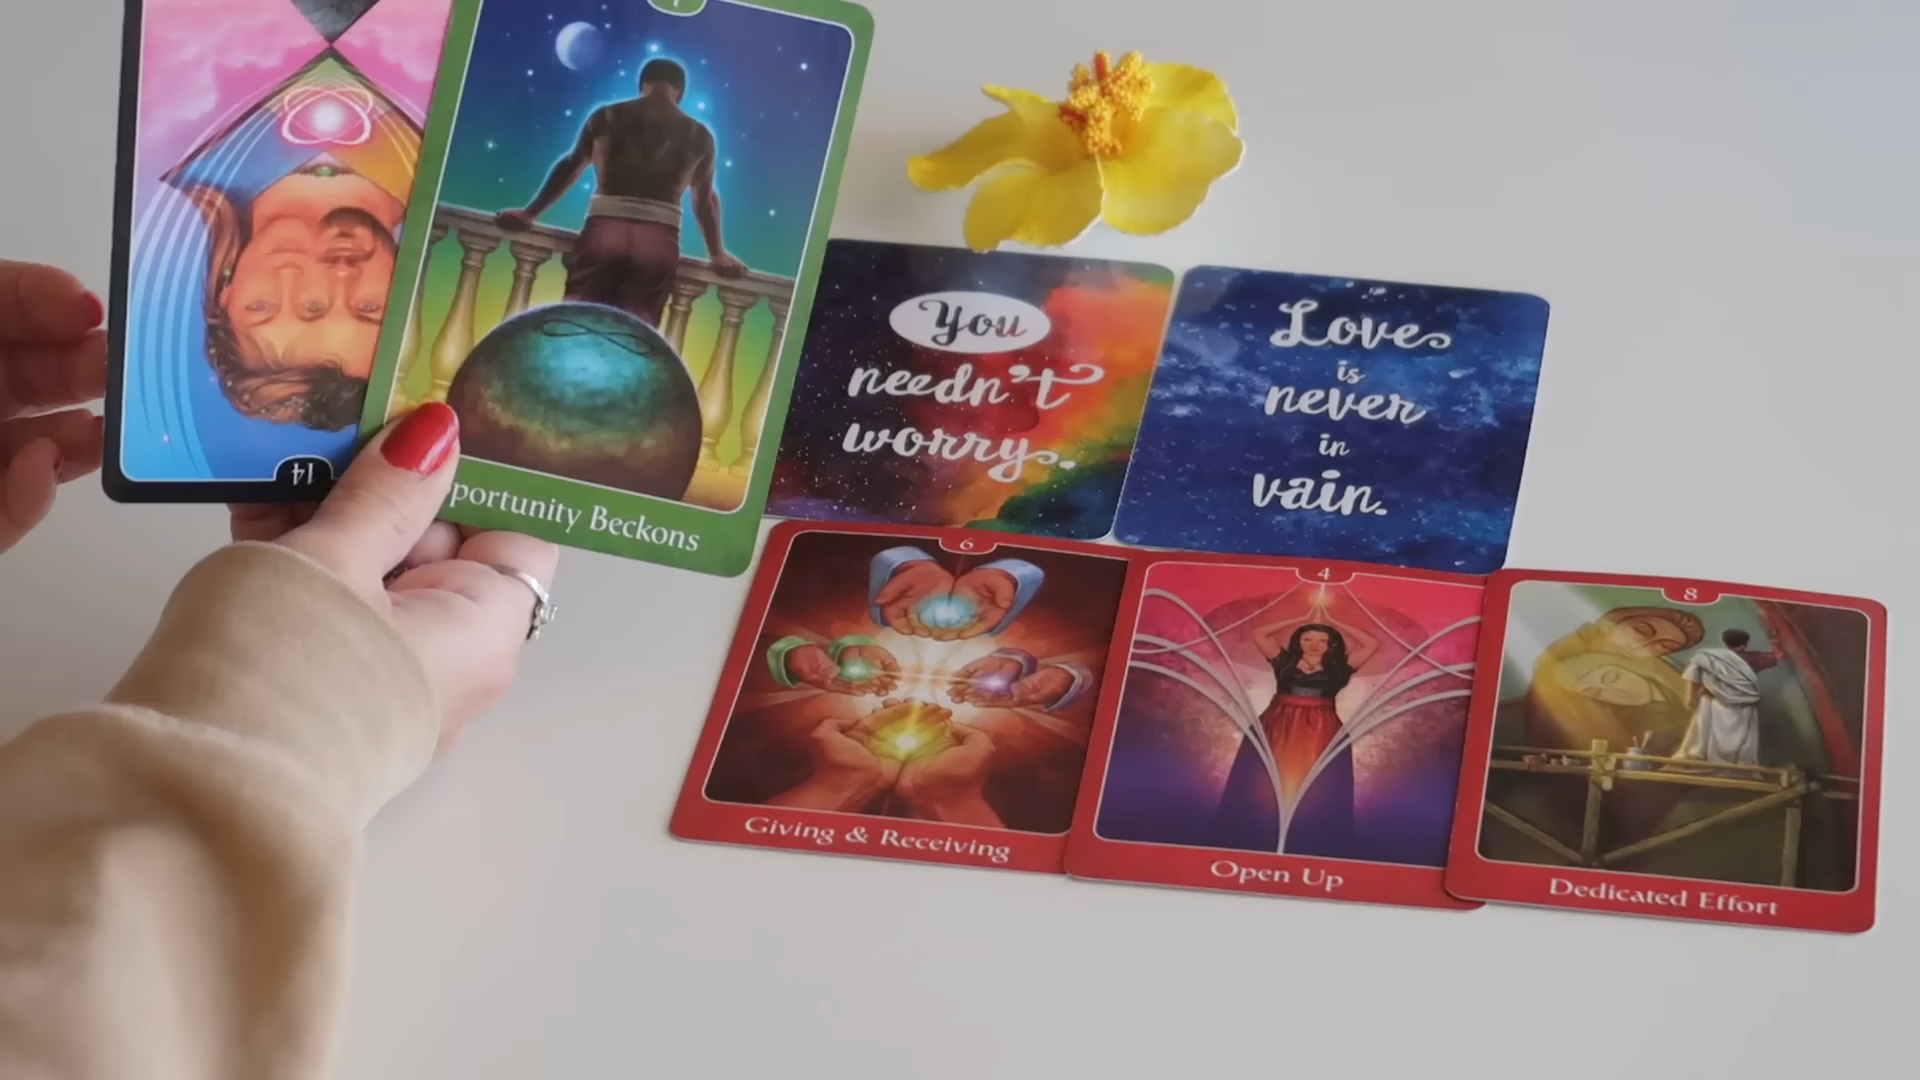 14
portunity Beckons
You
needn't
worry.
Love
is
never
in
vain.
6
Giving & Receiving
4
Open Up
8
Dedicated Effort